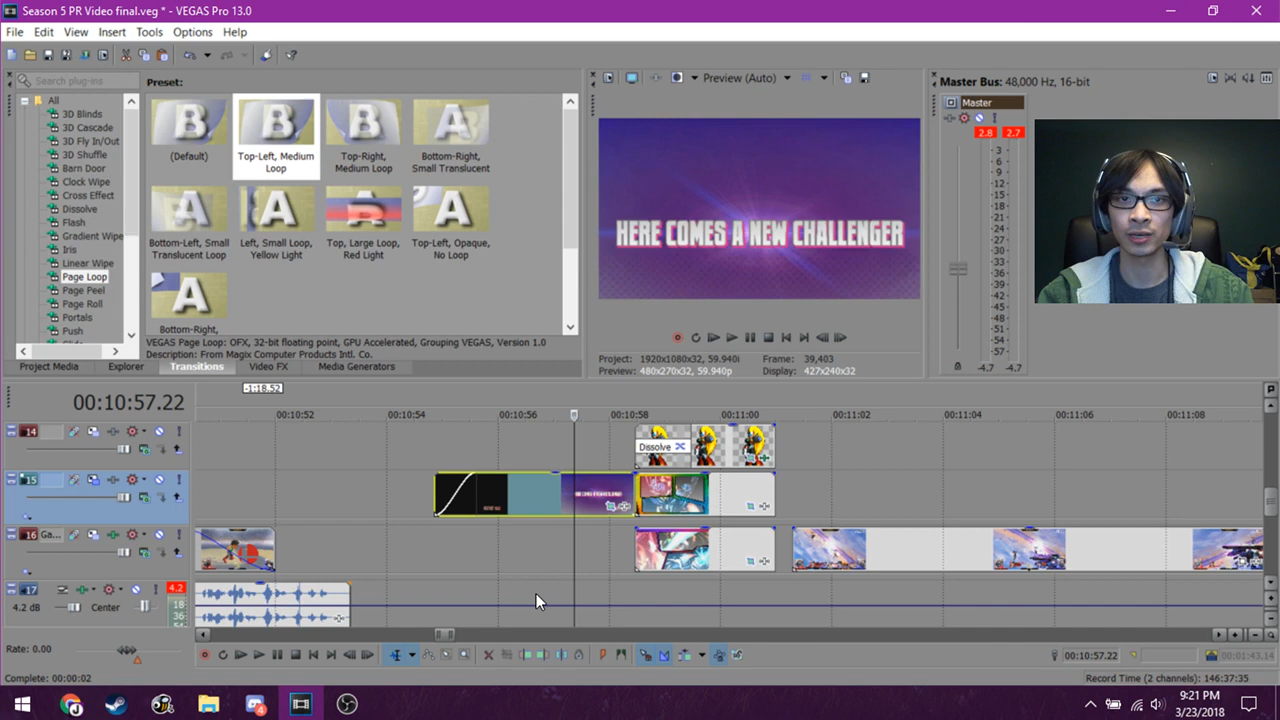 Season 5 PR Video final.veg * - VEGAS Pro 13.0
File Edit View Insert Tools Options Help
Search plug-ins
All
3D Blinds
3D Cascade
3D Fly In/Out
3D Shuffle
Barn Door
Clock Wipe
Cross Effect
Dissolve
Flash
Gradient Wipe
Iris
Linear Wipe
Page Loop
Page Peel
Page Roll
Portals
Push
Preset:
(Default)
Top-Left, Medium Loop
Top-Right, Medium Loop
Bottom-Right, Small Translucent
Bottom-Left, Small Translucent Loop
Left, Small Loop, Yellow Light
Top, Large Loop, Red Light
Top-Left, Opaque, No Loop
Bottom-Right,
VEGAS Page Loop: OFX, 32-bit floating point, GPU Accelerated, Grouping VEGAS, Version 1.0
Description: From Magix Computer Products Intl. Co.
Project Media Explorer Transitions Video FX Media Generators
Preview (Auto)
HERE COMES A NEW CHALLENGER
Project: 1920x1080x32, 59.940i Frame: 39,403
Preview: 480x270x32, 59.940p Display: 427x240x32
Master Bus: 48,000 Hz, 16-bit
Master
2.8 2.7
3
6
9
12
15
18
21
24
27
30
33
36
39
42
45
48
51
54
57
-4.7 -4.7
-1:18.52
00:10:57.22
00:10:52 00:10:54 00:10:56 00:10:58 00:11:00 00:11:02 00:11:04 00:11:06 00:11:08
14
Dissolve
15
16 Ga...
17
4.2
4.2 dB Center
18
36
Rate: 0.00
00:10:57.22
00:01:43.14
Complete: 00:00:02
Record Time (2 channels): 146:37:35
4
9:21 PM
3/23/2018